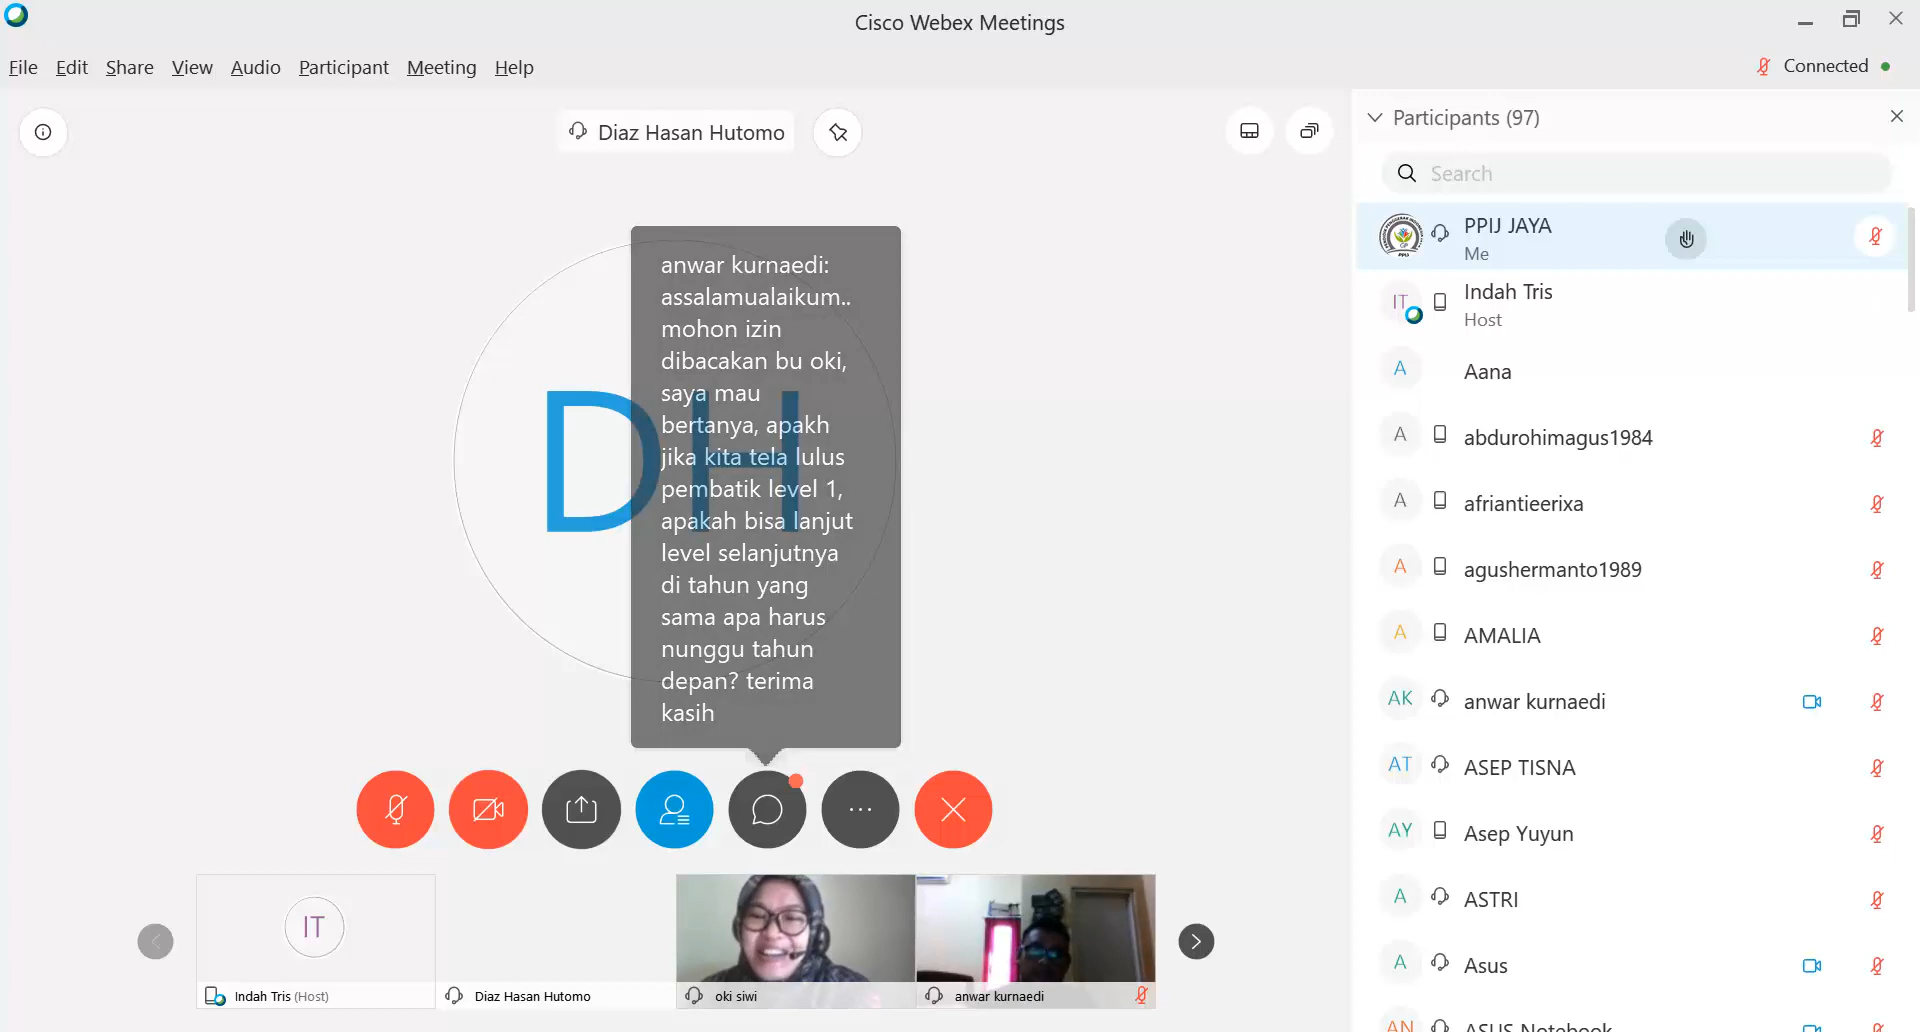 Cisco Webex Meetings
File Edit Share View Audio Participant Meeting Help
Connected
Diaz Hasan Hutomo
DH
anwar kurnaedi:
assalamualaikum..
mohon izin
dibacakan bu oki,
saya mau
bertanya, apakh
jika kita tela lulus
pembatik level 1,
apakah bisa lanjut
level selanjutnya
di tahun yang
sama apa harus
nunggu tahun
depan? terima
kasih
IT
Indah Tris (Host)
Diaz Hasan Hutomo
oki siwi
anwar kurnaedi
Participants (97)
Search
PPIJ JAYA
Me
IT
Indah Tris
Host
A
Aana
A
abdurohimagus1984
A
afriantieerixa
A
agushermanto1989
A
AMALIA
AK
anwar kurnaedi
AT
ASEP TISNA
AY
Asep Yuyun
A
ASTRI
A
Asus
AN
ASUS Notebook